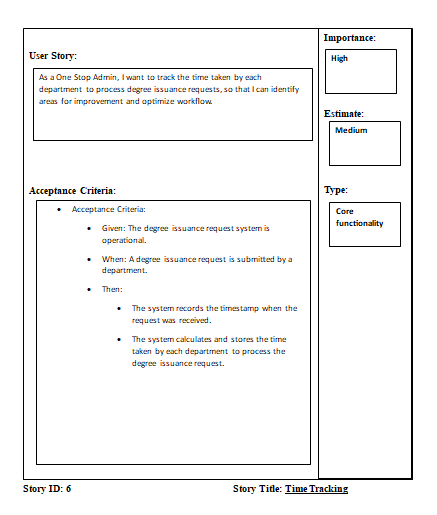 Importance:
High
User Story:
As a One Stop Admin, I want to track the time taken by each
department to process degree issuance requests, so that I can identify
areas for improvement and optimize workflow.
Estimate:
Medium
Acceptance Criteria:
Type:
Core
functionality
• Acceptance Criteria:
• Given: The degree issuance request system is
operational.
• When: A degree issuance request is submitted by a
department.
• Then:
• The system records the timestamp when the
request was received.
• The system calculates and stores the time
taken by each department to process the
degree issuance request.
Story ID: 6 Story Title: Time Tracking